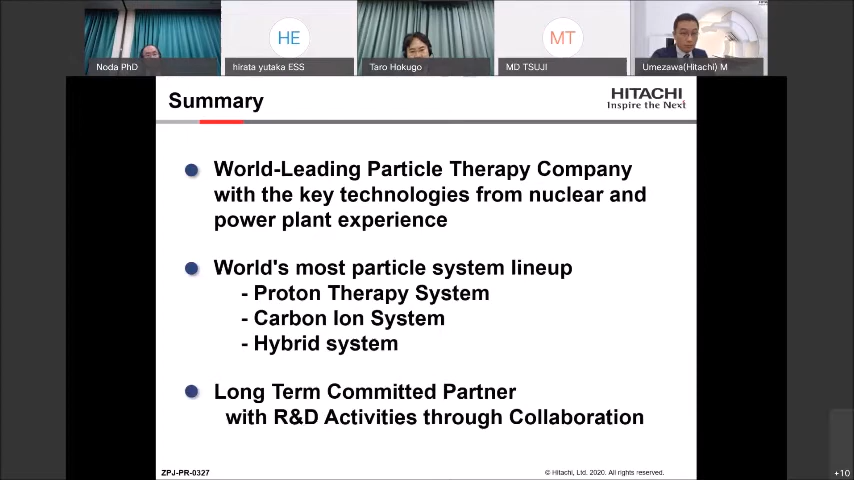 HE
MT
Noda PhD
hirata yutaka ESS
Taro Hokugo
MD TSUJI
Umezawa(Hitachi) M
Summary
HITACHI
Inspire the Next
World-Leading Particle Therapy Company
with the key technologies from nuclear and
power plant experience
World's most particle system lineup
- Proton Therapy System
- Carbon Ion System
- Hybrid system
Long Term Committed Partner
with R&D Activities through Collaboration
ZPJ-PR-0327
© Hitachi, Ltd. 2020. All rights reserved.
+10